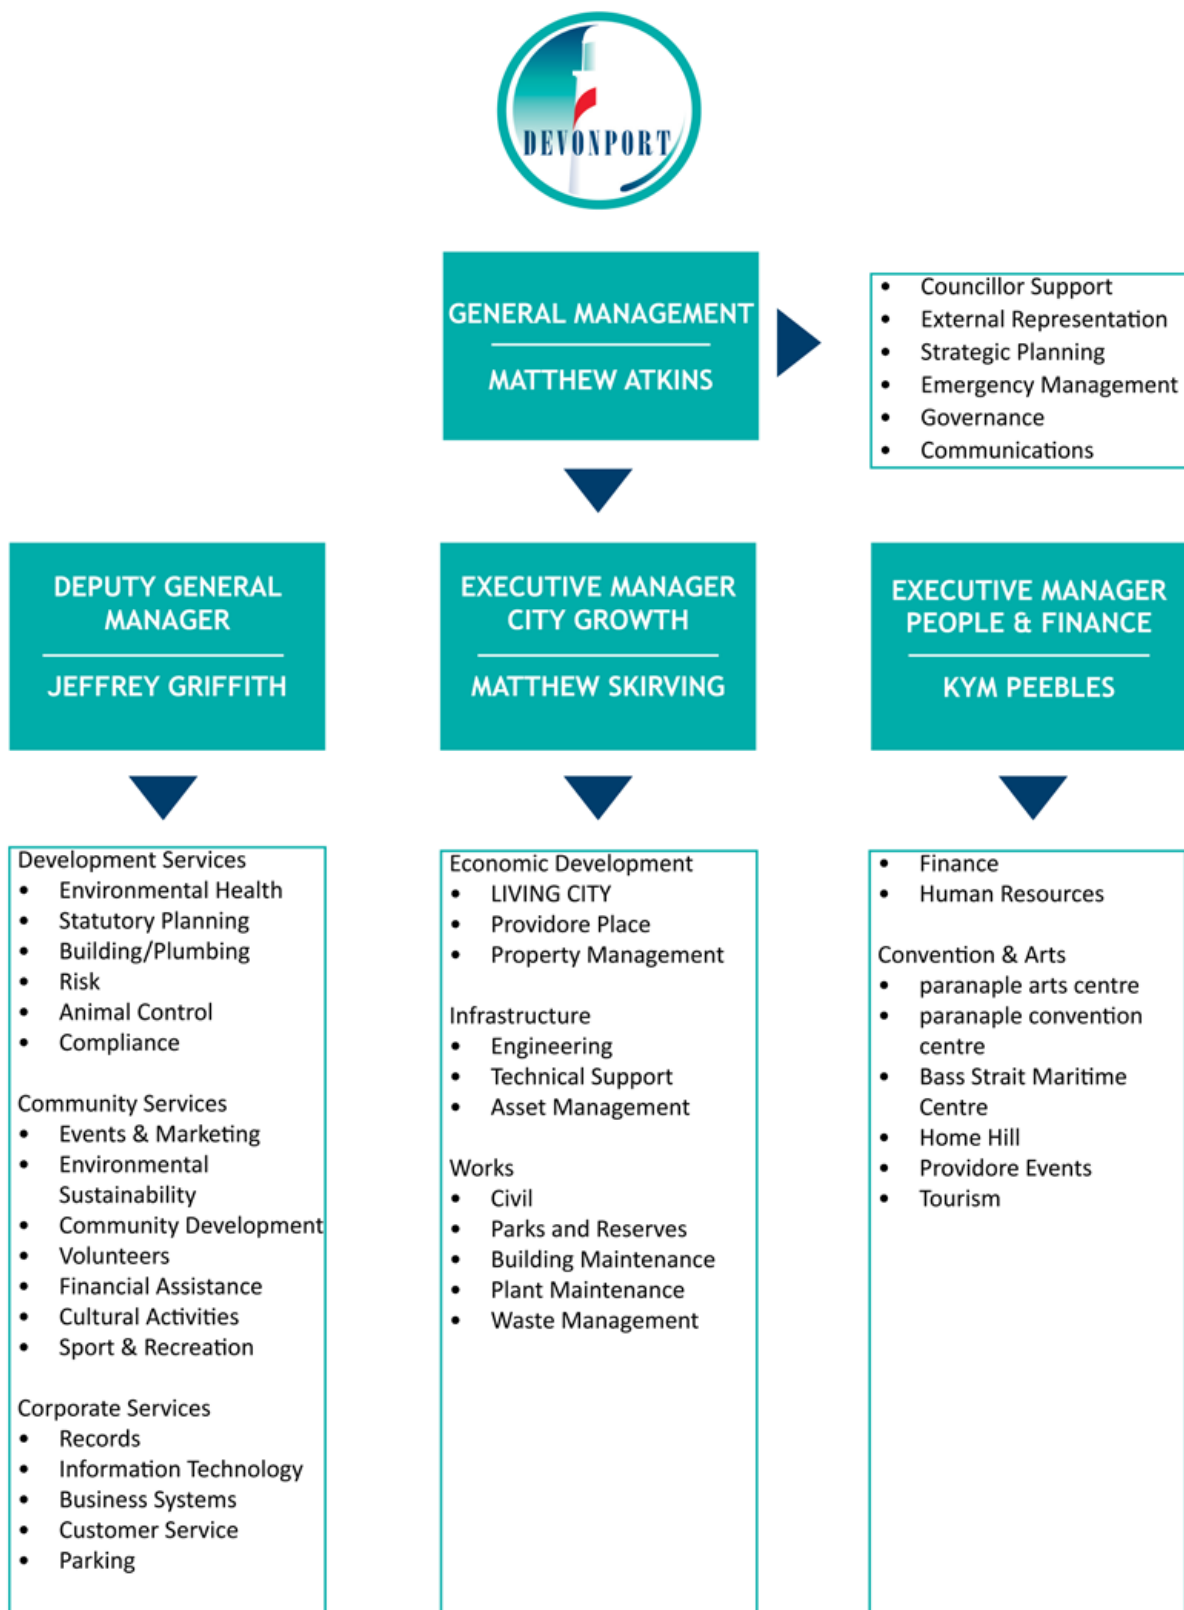 DEVONPORT
GENERAL MANAGEMENT
MATTHEW ATKINS
• Councillor Support
• External Representation
• Strategic Planning
• Emergency Management
• Governance
• Communications
DEPUTY GENERAL
MANAGER
JEFFREY GRIFFITH
EXECUTIVE MANAGER
CITY GROWTH
MATTHEW SKIRVING
EXECUTIVE MANAGER
PEOPLE & FINANCE
KYM PEEBLES
Development Services
• Environmental Health
• Statutory Planning
• Building/Plumbing
• Risk
• Animal Control
• Compliance
Community Services
• Events & Marketing
• Environmental
Sustainability
• Community Development
• Volunteers
• Financial Assistance
• Cultural Activities
• Sport & Recreation
Corporate Services
• Records
• Information Technology
• Business Systems
• Customer Service
• Parking
Economic Development
• LIVING CITY
• Providore Place
• Property Management
Infrastructure
• Engineering
• Technical Support
• Asset Management
Works
• Civil
• Parks and Reserves
• Building Maintenance
• Plant Maintenance
• Waste Management
• Finance
• Human Resources
Convention & Arts
• paranaple arts centre
• paranaple convention
centre
• Bass Strait Maritime
Centre
• Home Hill
• Providore Events
• Tourism